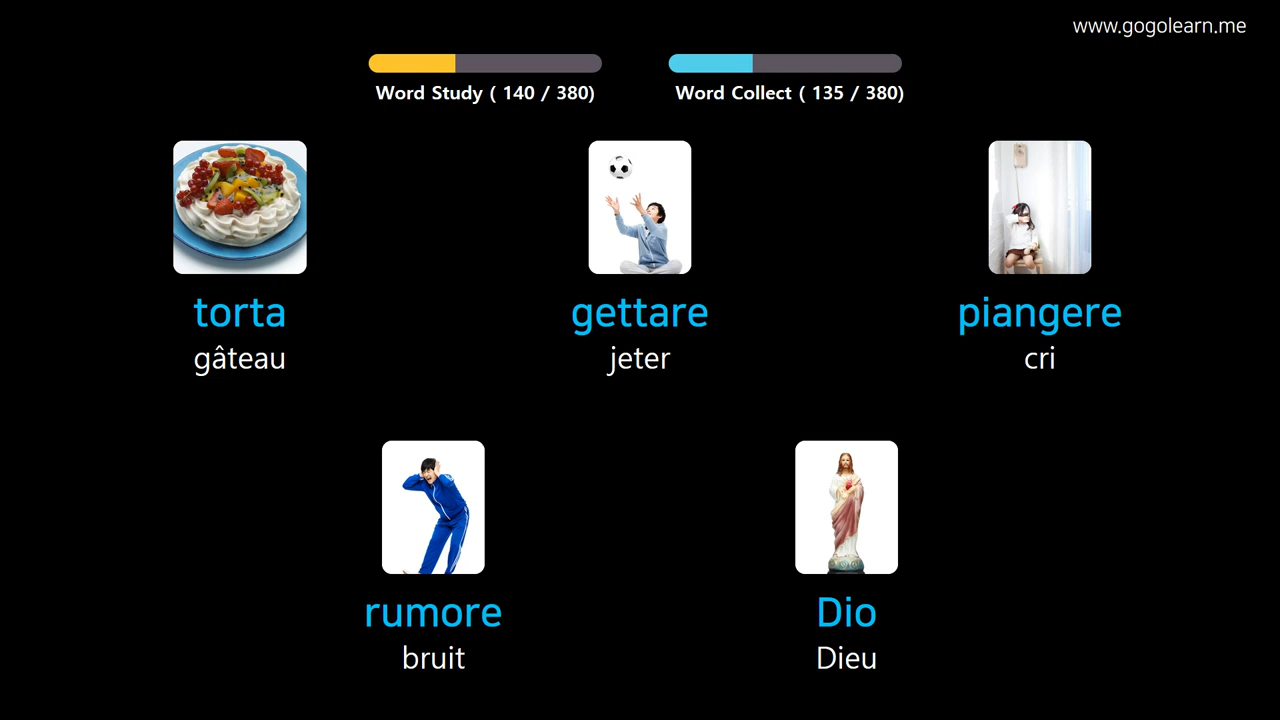 www.gogolearn.me
Word Study ( 140 / 380)
Word Collect ( 135 / 380)
torta
gâteau
gettare
jeter
piangere
cri
rumore
bruit
Dio
Dieu